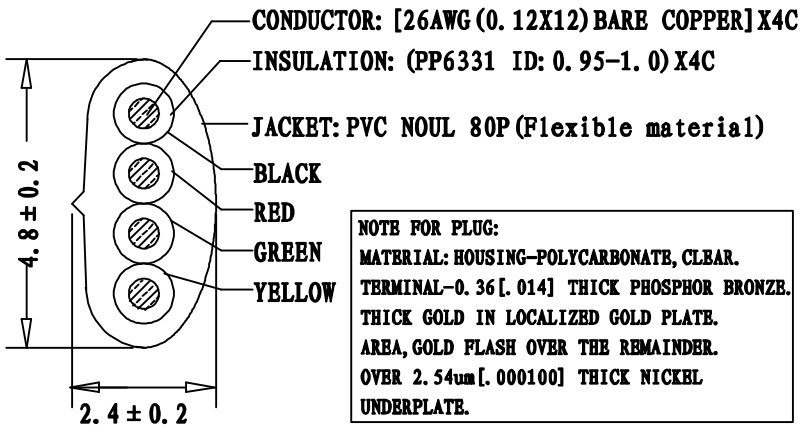 CONDUCTOR: [26AWG(0.12X12)BARE COPPER]X4C
INSULATION: (PP6331 ID:0.95-1.0)X4C
JACKET:PVC NOUL 80P(Flexible material)
BLACK
RED
GREEN
YELLOW
4.8±0.2
2.4±0.2
NOTE FOR PLUG:
MATERIAL:HOUSING-POLYCARBONATE,CLEAR.
TERMINAL-0.36[.014] THICK PHOSPHOR BRONZE.
THICK GOLD IN LOCALIZED GOLD PLATE.
AREA,GOLD FLASH OVER THE REMAINDER.
OVER 2.54um[.000100] THICK NICKEL
UNDERPLATE.